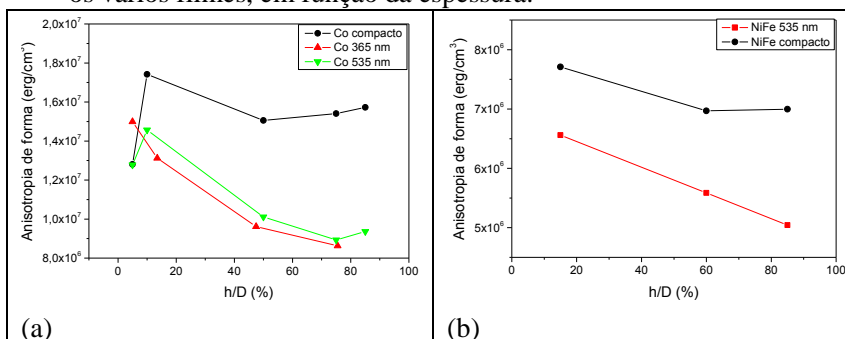 os vários filmes, em função da espessura.
2,0x10⁷
1,8x10⁷
1,6x10⁷
1,4x10⁷
1,2x10⁷
1,0x10⁷
8,0x10⁶
Anisotropia de forma (erg/cm³)
Co compacto
Co 365 nm
Co 535 nm
0 20 40 60 80 100
h/D (%)
(a)
8x10⁶
7x10⁶
6x10⁶
5x10⁶
Anisotropia de forma (erg/cm³)
NiFe 535 nm
NiFe compacto
0 20 40 60 80 100
h/D (%)
(b)